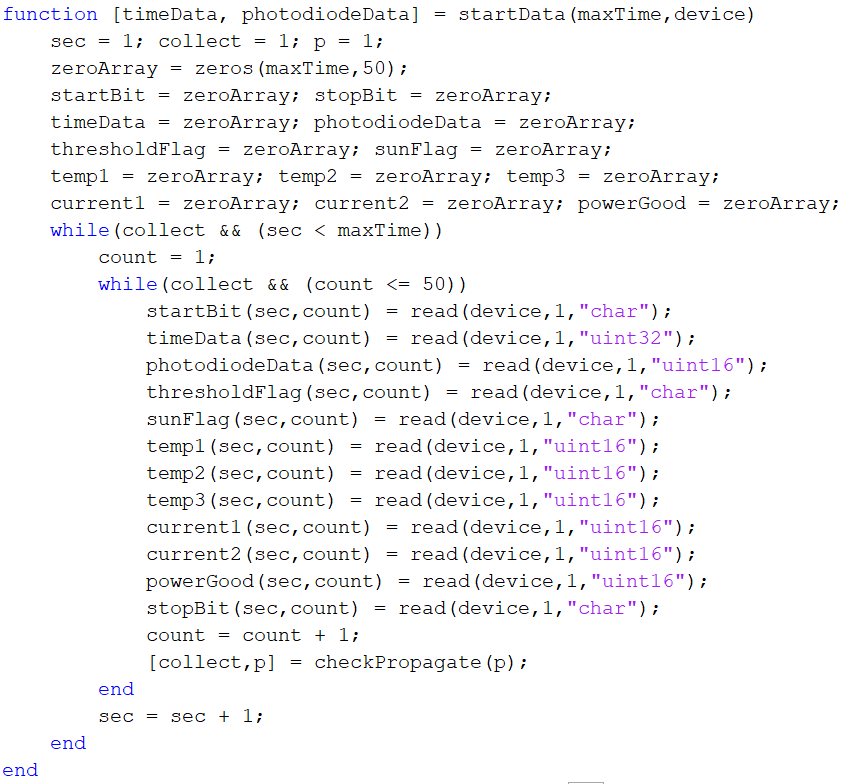 function [timeData, photodiodeData] = startData(maxTime,device)
    sec = 1; collect = 1; p = 1;
    zeroArray = zeros(maxTime,50);
    startBit = zeroArray; stopBit = zeroArray;
    timeData = zeroArray; photodiodeData = zeroArray;
    thresholdFlag = zeroArray; sunFlag = zeroArray;
    temp1 = zeroArray; temp2 = zeroArray; temp3 = zeroArray;
    current1 = zeroArray; current2 = zeroArray; powerGood = zeroArray;
    while(collect && (sec < maxTime))
        count = 1;
        while(collect && (count <= 50))
            startBit(sec,count) = read(device,1,"char");
            timeData(sec,count) = read(device,1,"uint32");
            photodiodeData(sec,count) = read(device,1,"uint16");
            thresholdFlag(sec,count) = read(device,1,"char");
            sunFlag(sec,count) = read(device,1,"char");
            temp1(sec,count) = read(device,1,"uint16");
            temp2(sec,count) = read(device,1,"uint16");
            temp3(sec,count) = read(device,1,"uint16");
            current1(sec,count) = read(device,1,"uint16");
            current2(sec,count) = read(device,1,"uint16");
            powerGood(sec,count) = read(device,1,"uint16");
            stopBit(sec,count) = read(device,1,"char");
            count = count + 1;
            [collect,p] = checkPropagate(p);
        end
        sec = sec + 1;
    end
end